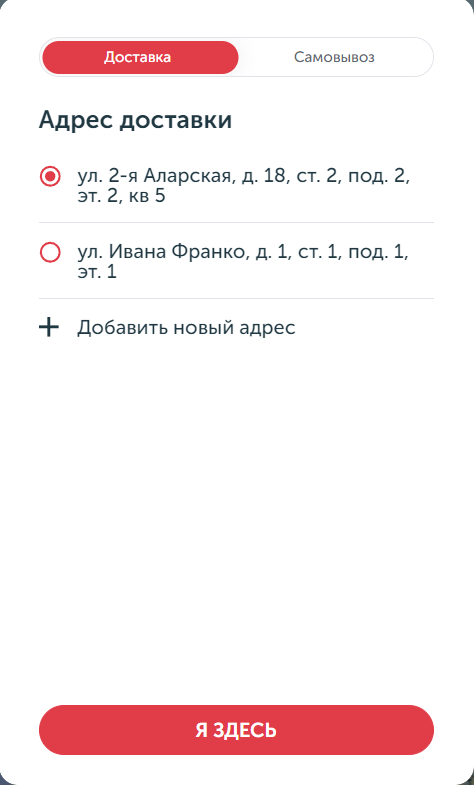 Доставка
Самовывоз
Адрес доставки
ул. 2-я Аларская, д. 18, ст. 2, под. 2,
эт. 2, кв 5
ул. Ивана Франко, д. 1, ст. 1, под. 1,
эт. 1
Добавить новый адрес
Я ЗДЕСЬ